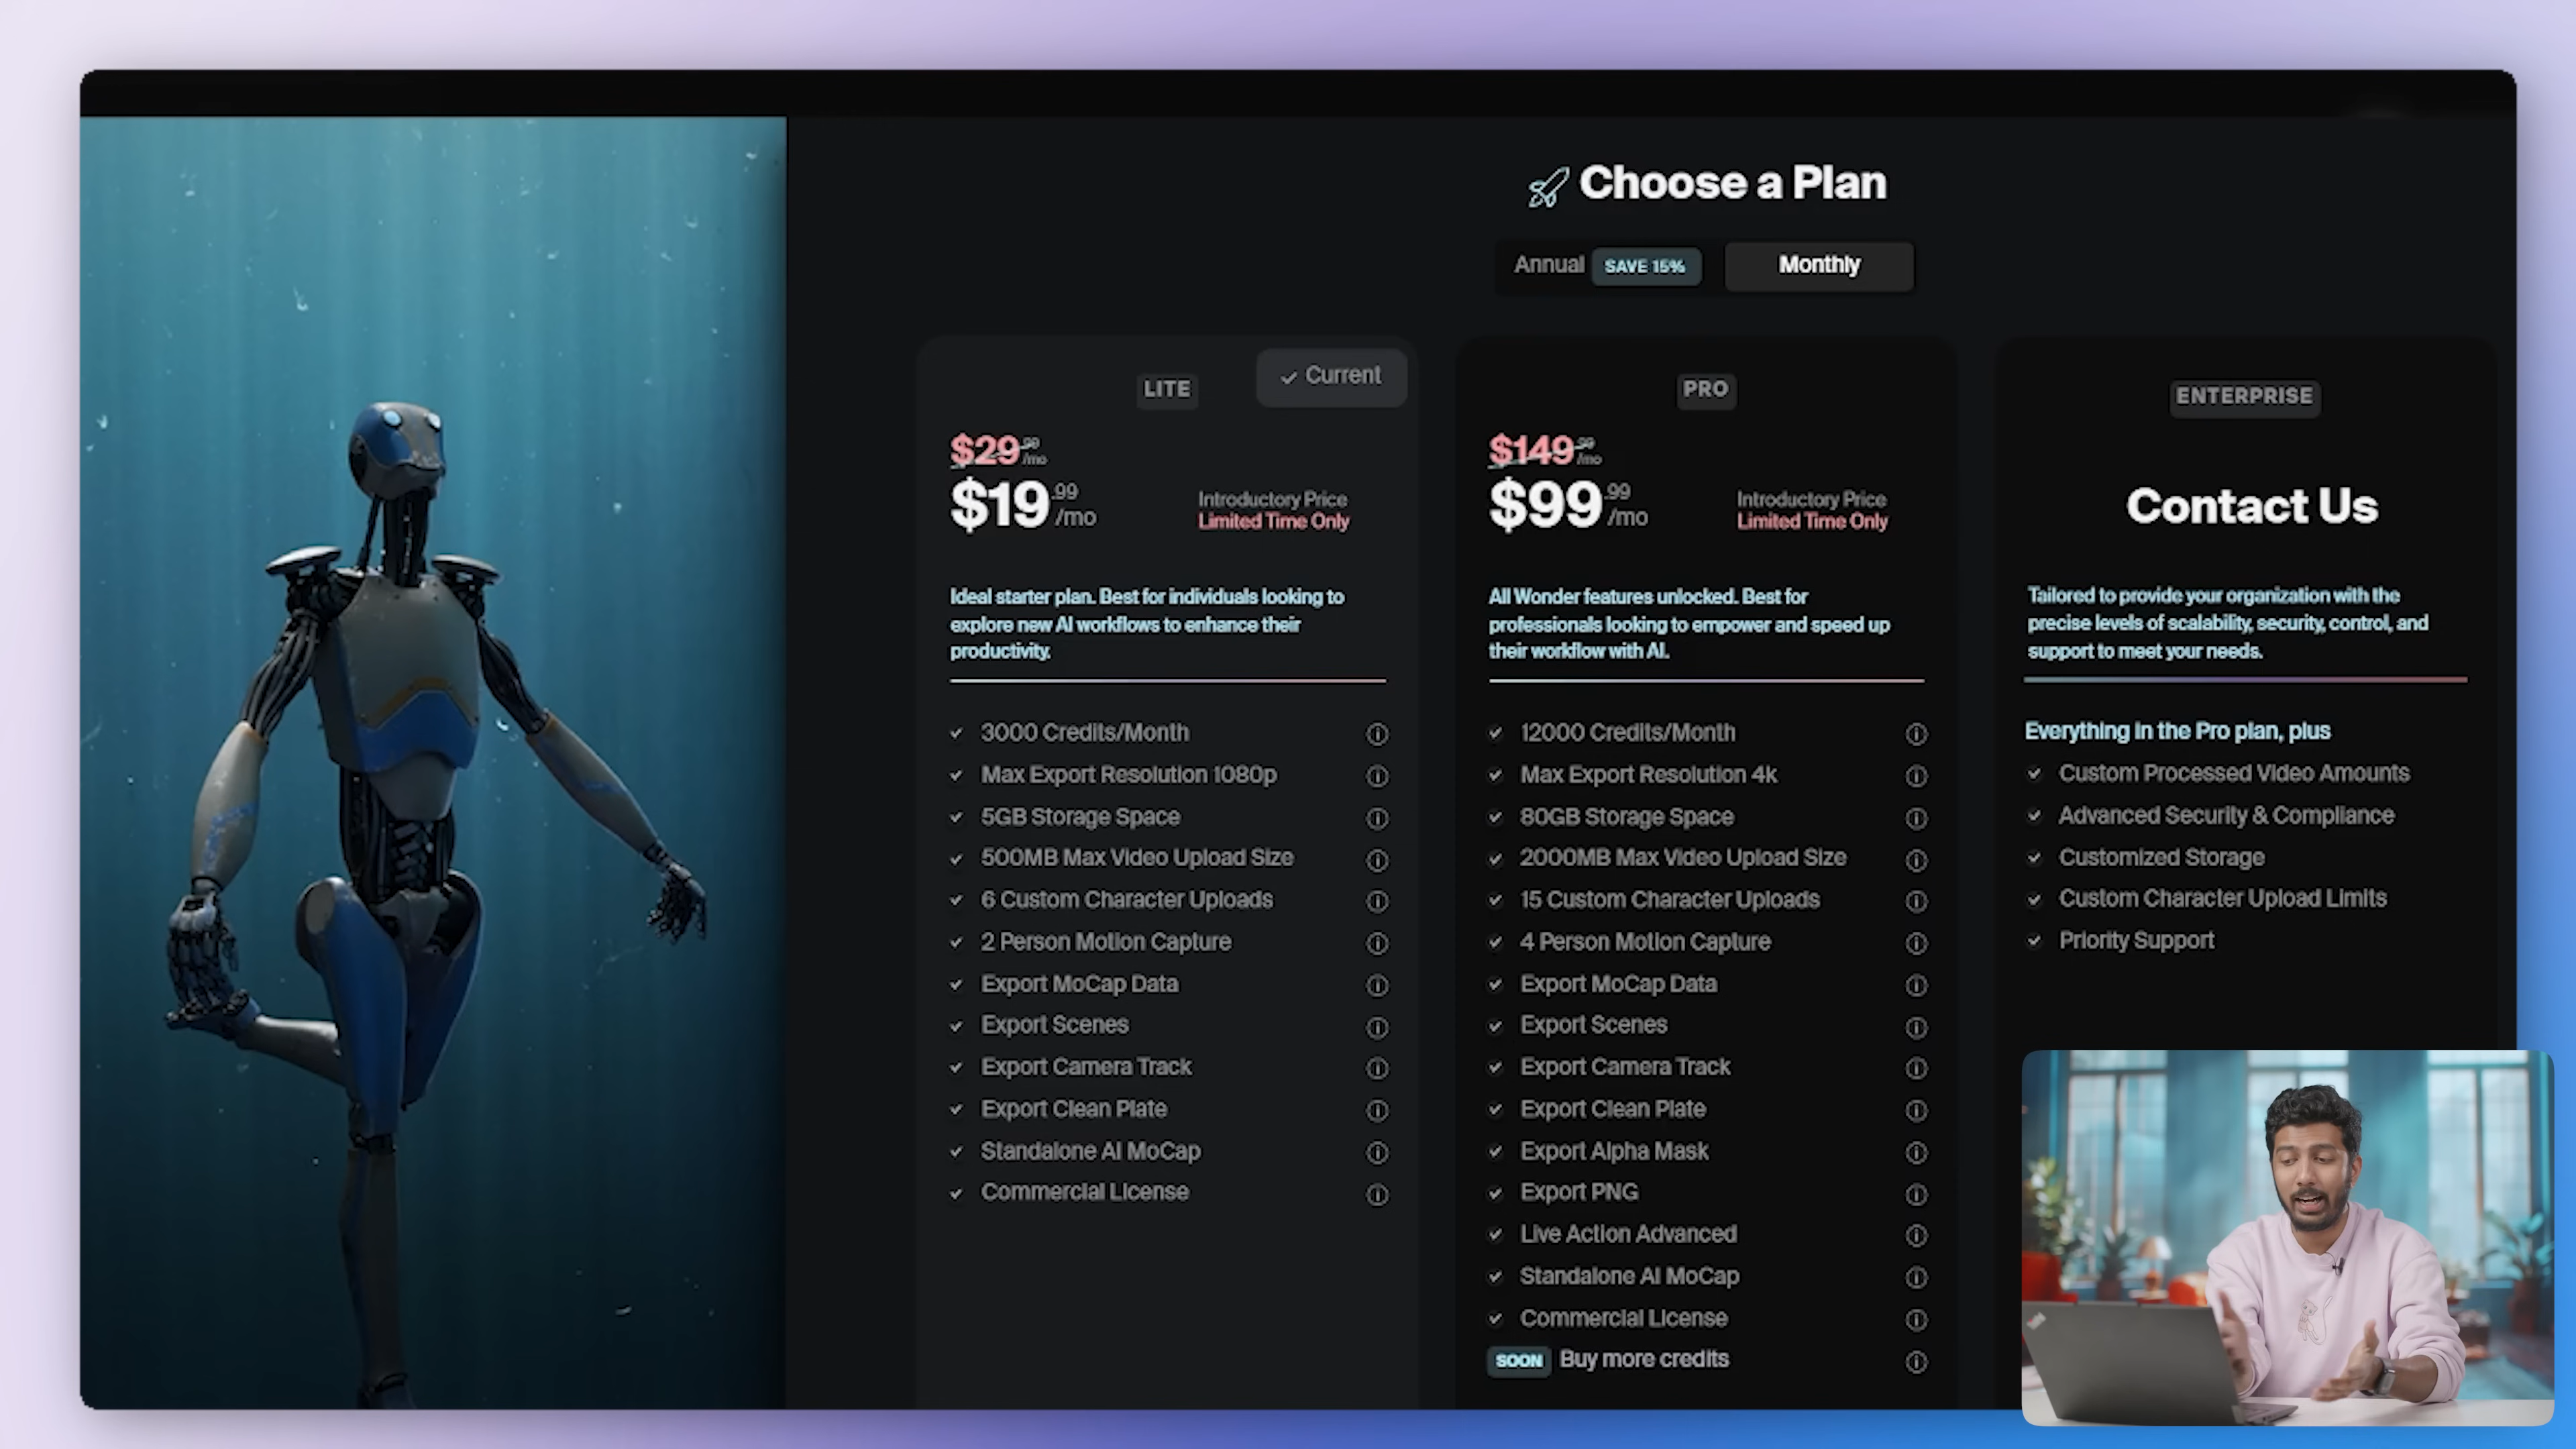 Choose a Plan
Annual SAVE 15% Monthly
LITE
Current
$29.99/mo
$19.99/mo
Introductory Price
Limited Time Only
Ideal starter plan. Best for individuals looking to
explore new AI workflows to enhance their
productivity.
3000 Credits/Month
Max Export Resolution 1080p
5GB Storage Space
500MB Max Video Upload Size
6 Custom Character Uploads
2 Person Motion Capture
Export MoCap Data
Export Scenes
Export Camera Track
Export Clean Plate
Standalone AI MoCap
Commercial License
PRO
$149.99/mo
$99.99/mo
Introductory Price
Limited Time Only
All Wonder features unlocked. Best for
professionals looking to empower and speed up
their workflow with AI.
12000 Credits/Month
Max Export Resolution 4k
80GB Storage Space
2000MB Max Video Upload Size
15 Custom Character Uploads
4 Person Motion Capture
Export MoCap Data
Export Scenes
Export Camera Track
Export Clean Plate
Export Alpha Mask
Export PNG
Live Action Advanced
Standalone AI MoCap
Commercial License
SOON Buy more credits
ENTERPRISE
Contact Us
Tailored to provide your organization with the
precise levels of scalability, security, control, and
support to meet your needs.
Everything in the Pro plan, plus
Custom Processed Video Amounts
Advanced Security & Compliance
Customized Storage
Custom Character Upload Limits
Priority Support